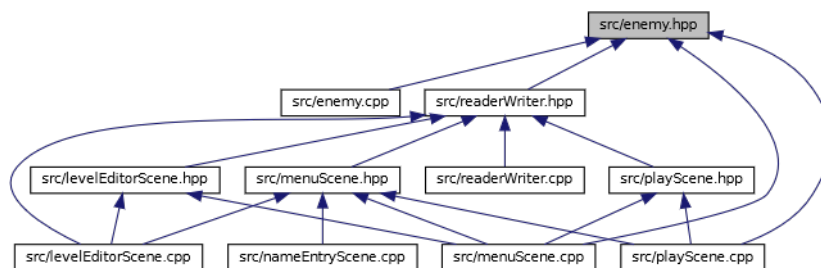 src/enemy.hpp
src/enemy.cpp
src/readerWriter.hpp
src/levelEditorScene.hpp
src/menuScene.hpp
src/readerWriter.cpp
src/playScene.hpp
src/levelEditorScene.cpp
src/nameEntryScene.cpp
src/menuScene.cpp
src/playScene.cpp